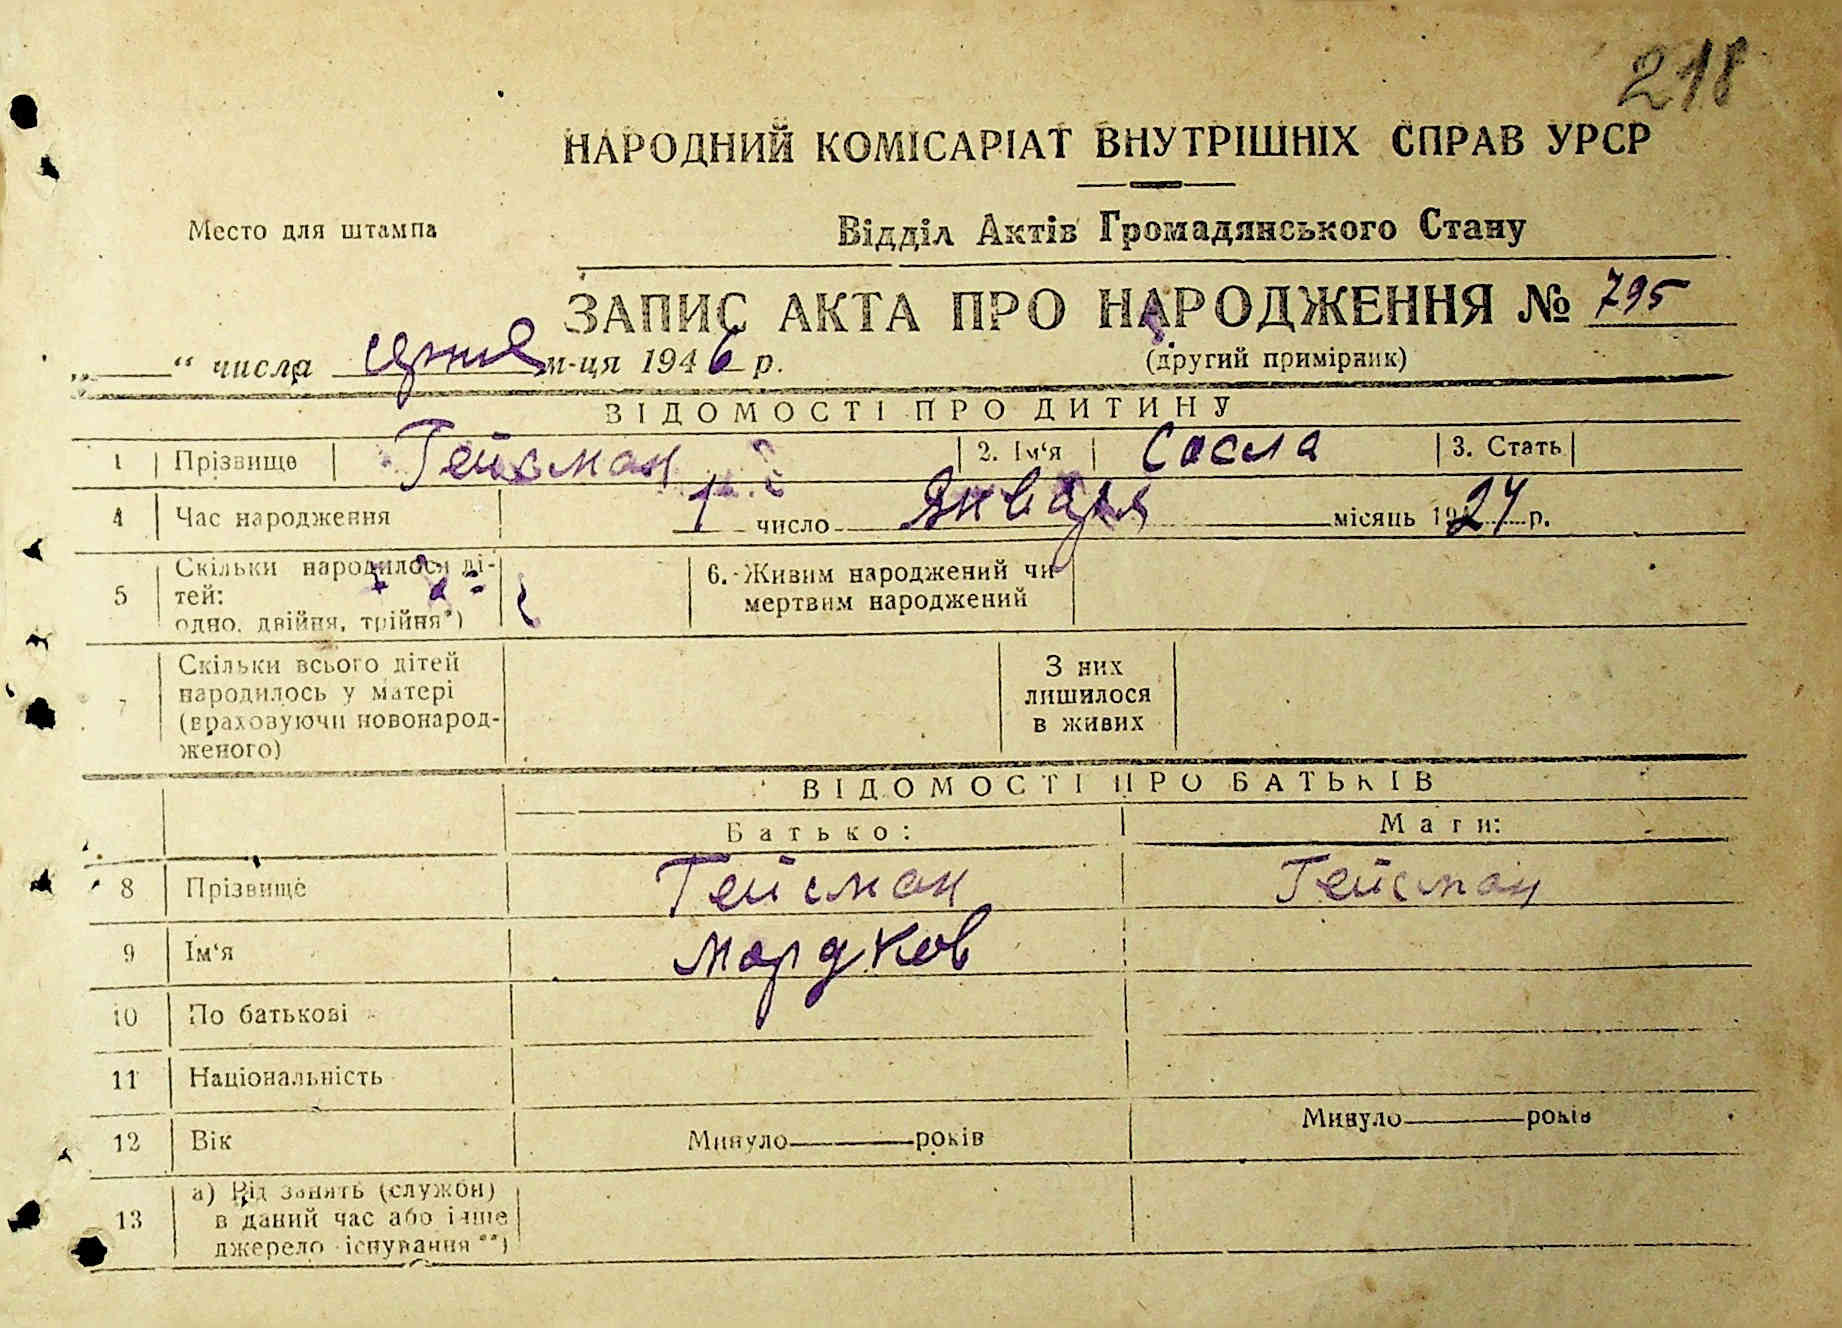 218
НАРОДНИЙ КОМІСАРІАТ ВНУТРІШНІХ СПРАВ УРСР
Место для штампа
Відділ Актів Громадянського Стану
ЗАПИС АКТА ПРО НАРОДЖЕННЯ № 795
„ “ числа м-ця 1946 р. (другий примірник)
ВІДОМОСТІ ПРО ДИТИНУ
1 Прізвище Гейсман 2. Ім‘я 3. Стать
4 Час народження 1 число Января місяць 1924 р.
5 Скільки народилося ді-
тей:
одно, двійня, трійня*)
6. Живим народжений чи
мертвим народжений
7 Скільки всього дітей
народилось у матері
(враховуючи новонарод-
женого)
З них
лишилося
в живих
ВІДОМОСТІ ПРО БАТЬКІВ
Батько: Мати:
8 Прізвище Гейсман Гейсман
9 Ім‘я Мордков
10 По батькові
11 Національність
12 Вік Минуло років Минуло років
13 а) Рід занять (служби)
в даний час або інше
джерело існування**)